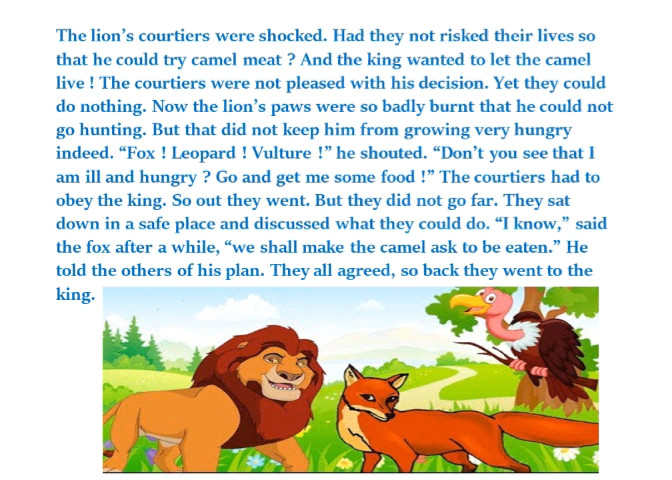 The lion’s courtiers were shocked. Had they not risked their lives so
that he could try camel meat ? And the king wanted to let the camel
live ! The courtiers were not pleased with his decision. Yet they could
do nothing. Now the lion’s paws were so badly burnt that he could not
go hunting. But that did not keep him from growing very hungry
indeed. “Fox ! Leopard ! Vulture !” he shouted. “Don’t you see that I
am ill and hungry ? Go and get me some food !” The courtiers had to
obey the king. So out they went. But they did not go far. They sat
down in a safe place and discussed what they could do. “I know,” said
the fox after a while, “we shall make the camel ask to be eaten.” He
told the others of his plan. They all agreed, so back they went to the
king.